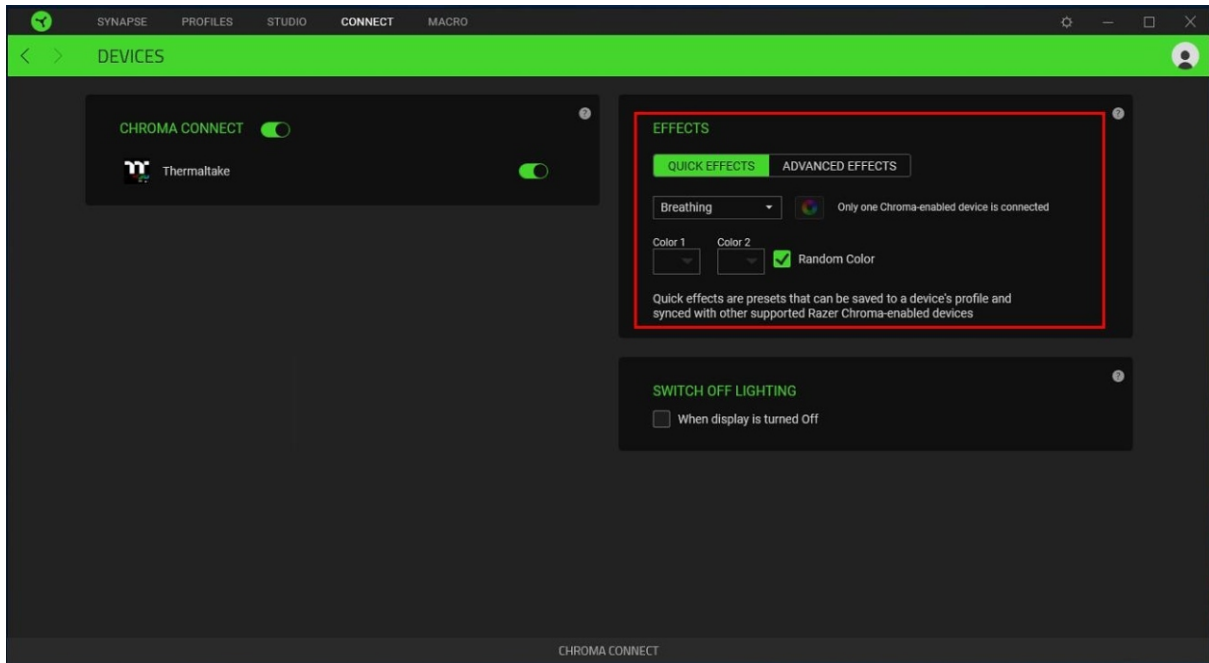 SYNAPSE PROFILES STUDIO CONNECT MACRO
DEVICES
CHROMA CONNECT
Thermaltake
EFFECTS
QUICK EFFECTS ADVANCED EFFECTS
Breathing Only one Chroma-enabled device is connected
Color 1 Color 2
Random Color
Quick effects are presets that can be saved to a device's profile and
synced with other supported Razer Chroma-enabled devices
SWITCH OFF LIGHTING
When display is turned Off
CHROMA CONNECT